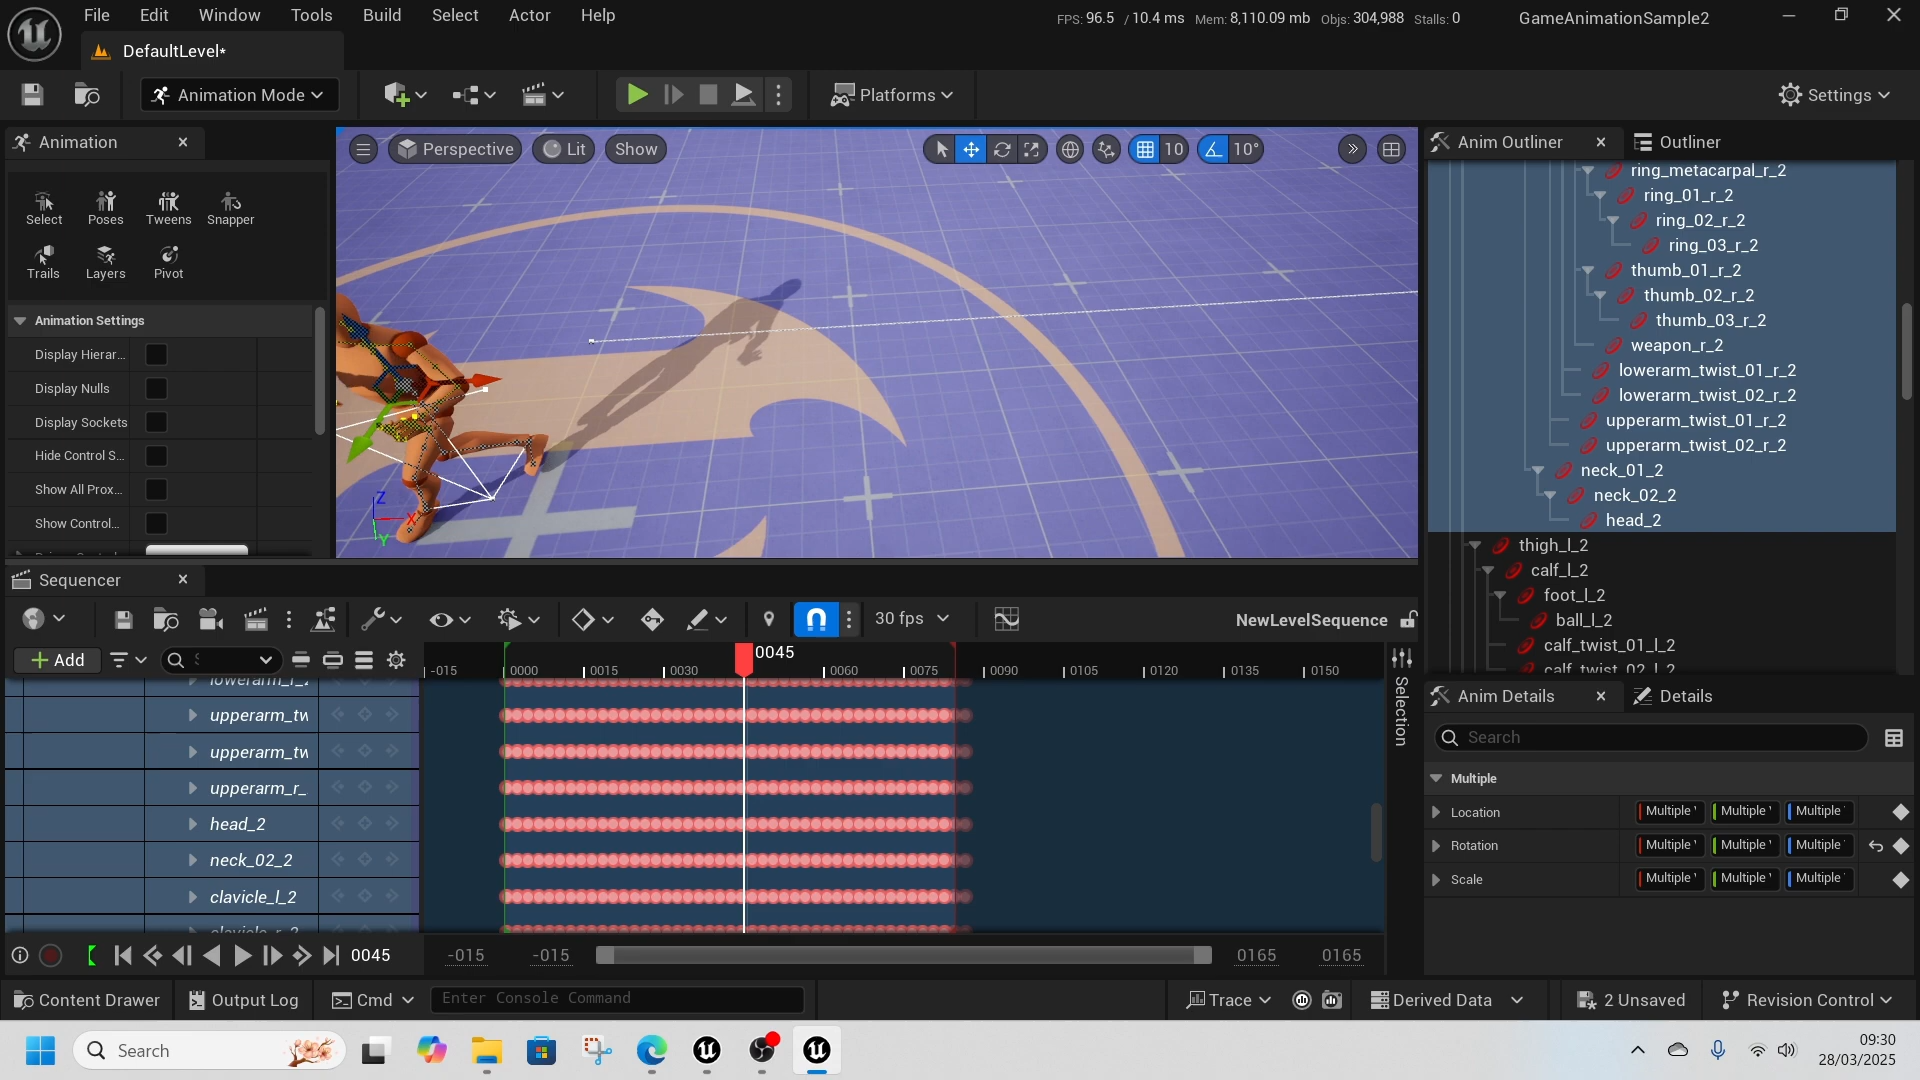 File Edit Window Tools Build Select Actor Help
FPS: 96.5 / 10.4 ms Mem: 8,110.09 mb Objs: 304,988 Stalls: 0
GameAnimationSample2
DefaultLevel*
Animation Mode
Platforms
Settings
Animation
Select Poses Tweens Snapper
Trails Layers Pivot
Animation Settings
Display Hierar...
Display Nulls
Display Sockets
Hide Control S...
Show All Prox...
Show Control...
Perspective Lit Show
10 10°
Z
X
Y
Anim Outliner
Outliner
ring_metacarpal_r_2
ring_01_r_2
ring_02_r_2
ring_03_r_2
thumb_01_r_2
thumb_02_r_2
thumb_03_r_2
weapon_r_2
lowerarm_twist_01_r_2
lowerarm_twist_02_r_2
upperarm_twist_01_r_2
upperarm_twist_02_r_2
neck_01_2
neck_02_2
head_2
thigh_l_2
calf_l_2
foot_l_2
ball_l_2
calf_twist_01_l_2
calf_twist_02_l_2
Sequencer
30 fps
NewLevelSequence
Add
-015 0000 0015 0030 0045 0060 0075 0090 0105 0120 0135 0150
Selection
lowerarm_l_2
upperarm_tw
upperarm_tw
upperarm_r_
head_2
neck_02_2
clavicle_l_2
clavicle_r_2
0045
-015 -015 0165 0165
Anim Details
Details
Search
Multiple
Location Multiple Multiple Multiple
Rotation Multiple Multiple Multiple
Scale Multiple Multiple Multiple
Content Drawer
Output Log
Cmd
Enter Console Command
Trace
Derived Data
2 Unsaved
Revision Control
Search
09:30
28/03/2025